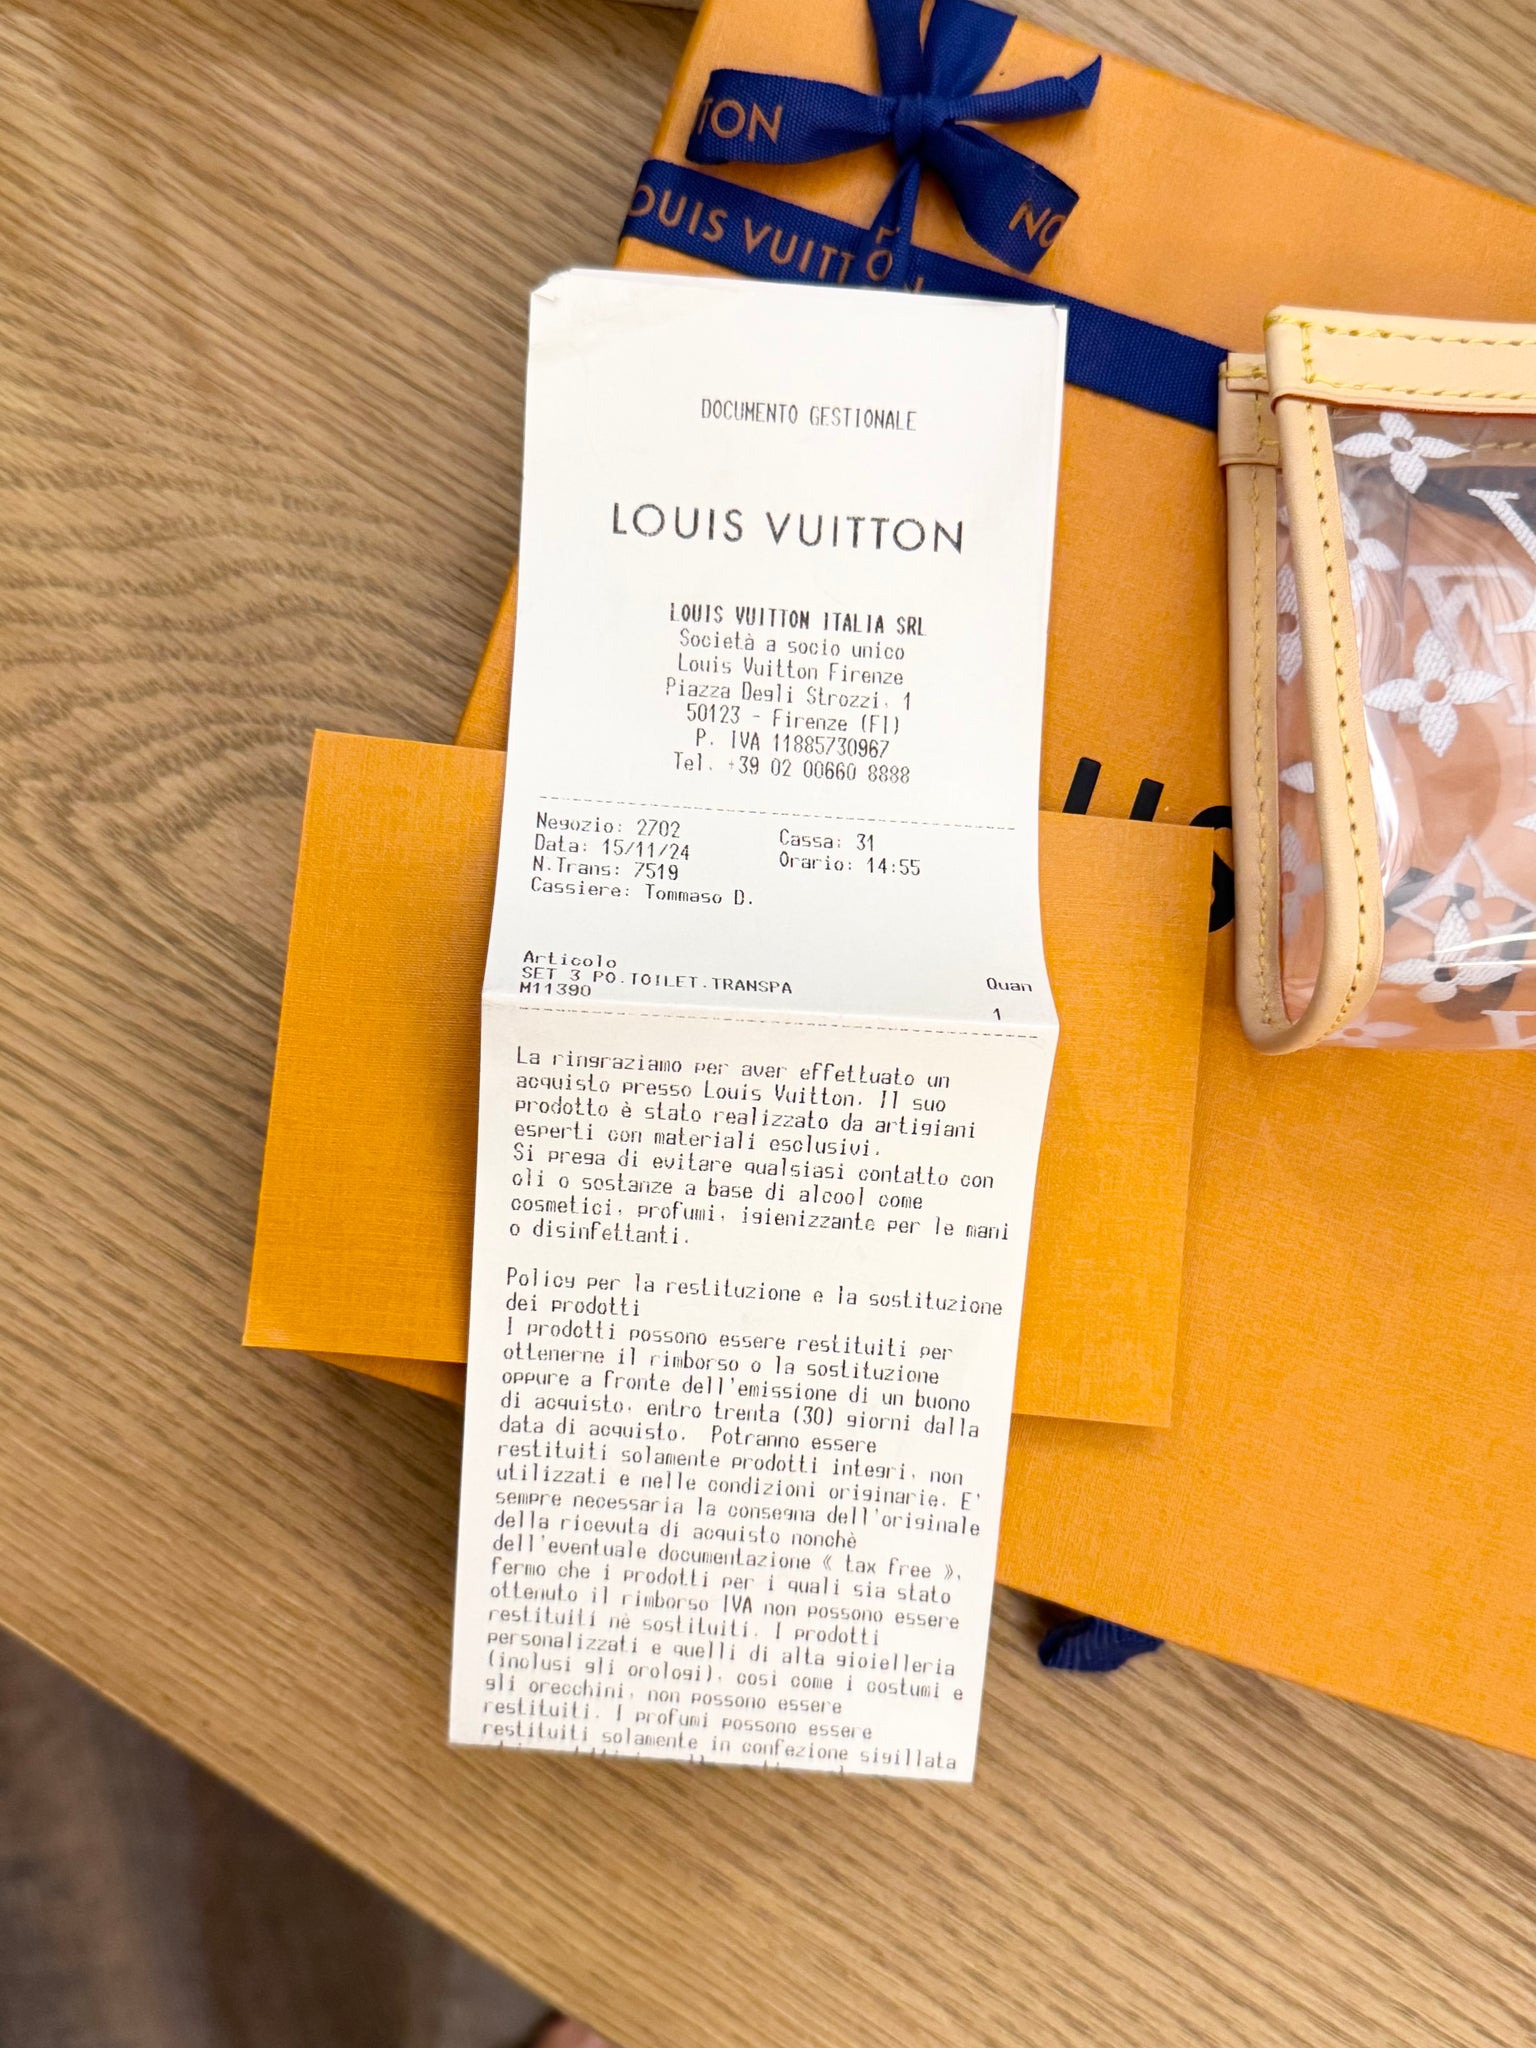 TON
NO
LOUIS VUITTON
DOCUMENTO GESTIONALE
LOUIS VUITTON
LOUIS VUITTON ITALIA SRL
Società a socio unico
Louis Vuitton Firenze
Piazza Degli Strozzi, 1
50123 - Firenze (FI)
P. IVA 11885730967
Tel. +39 02 00660 8888
Negozio: 2702 Cassa: 31
Data: 15/11/24 Orario: 14:55
N.Trans: 7519
Cassiere: Tommaso D.
Articolo Quan
SET 3 PO.TOILET.TRANSPA
M11390 1
La ringraziamo per aver effettuato un
acquisto presso Louis Vuitton. Il suo
prodotto è stato realizzato da artigiani
esperti con materiali esclusivi.
Si prega di evitare qualsiasi contatto con
oli o sostanze a base di alcool come
cosmetici, profumi, igienizzante per le mani
o disinfettanti.
Policy per la restituzione e la sostituzione
dei prodotti
I prodotti possono essere restituiti per
ottenerne il rimborso o la sostituzione
oppure a fronte dell'emissione di un buono
di acquisto, entro trenta (30) giorni dalla
data di acquisto. Potranno essere
restituiti solamente prodotti integri, non
utilizzati e nelle condizioni originarie. E'
sempre necessaria la consegna dell'originale
della ricevuta di acquisto nonchè
dell'eventuale documentazione « tax free »,
fermo che i prodotti per i quali sia stato
ottenuto il rimborso IVA non possono essere
restituiti nè sostituiti. I prodotti
personalizzati e quelli di alta gioielleria
(inclusi gli orologi), così come i costumi e
gli orecchini, non possono essere
restituiti. I profumi possono essere
restituiti solamente in confezione sigillata